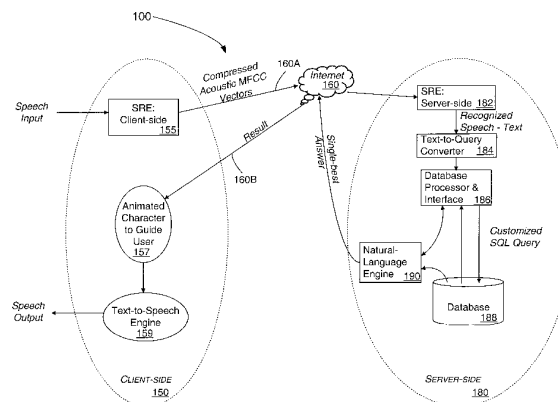 100
Speech
Input
SRE:
Client-side
155
Compressed
Acoustic MFCC
Vectors
160A
Internet
160
SRE:
Server-side 182
Recognized
Speech - Text
Text-to-Query
Converter 184
Database
Processor &
Interface 186
Customized
SQL Query
Natural-
Language
Engine
190
Database
188
Single-best
Answer
Result
160B
Animated
Character
to Guide
User
157
Text-to-Speech
Engine
159
Speech
Output
CLIENT-SIDE
150
SERVER-SIDE
180